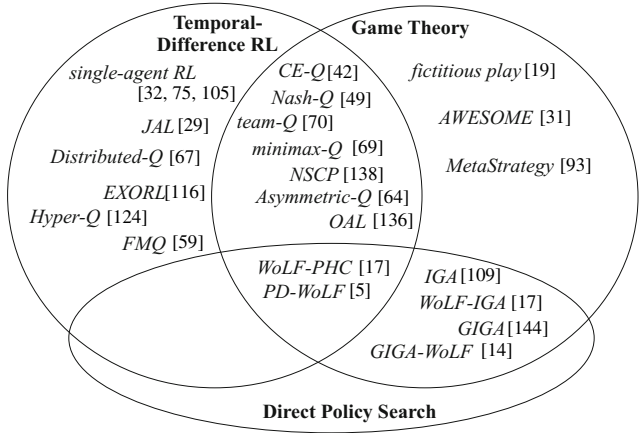 Temporal-
Difference RL
Game Theory
single-agent RL
[32, 75, 105]
JAL [29]
Distributed-Q [67]
EXORL[116]
Hyper-Q [124]
FMQ [59]
CE-Q [42]
Nash-Q [49]
team-Q [70]
minimax-Q [69]
NSCP [138]
Asymmetric-Q [64]
OAL [136]
fictitious play [19]
AWESOME [31]
MetaStrategy [93]
WoLF-PHC [17]
PD-WoLF [5]
IGA [109]
WoLF-IGA [17]
GIGA [144]
GIGA-WoLF [14]
Direct Policy Search